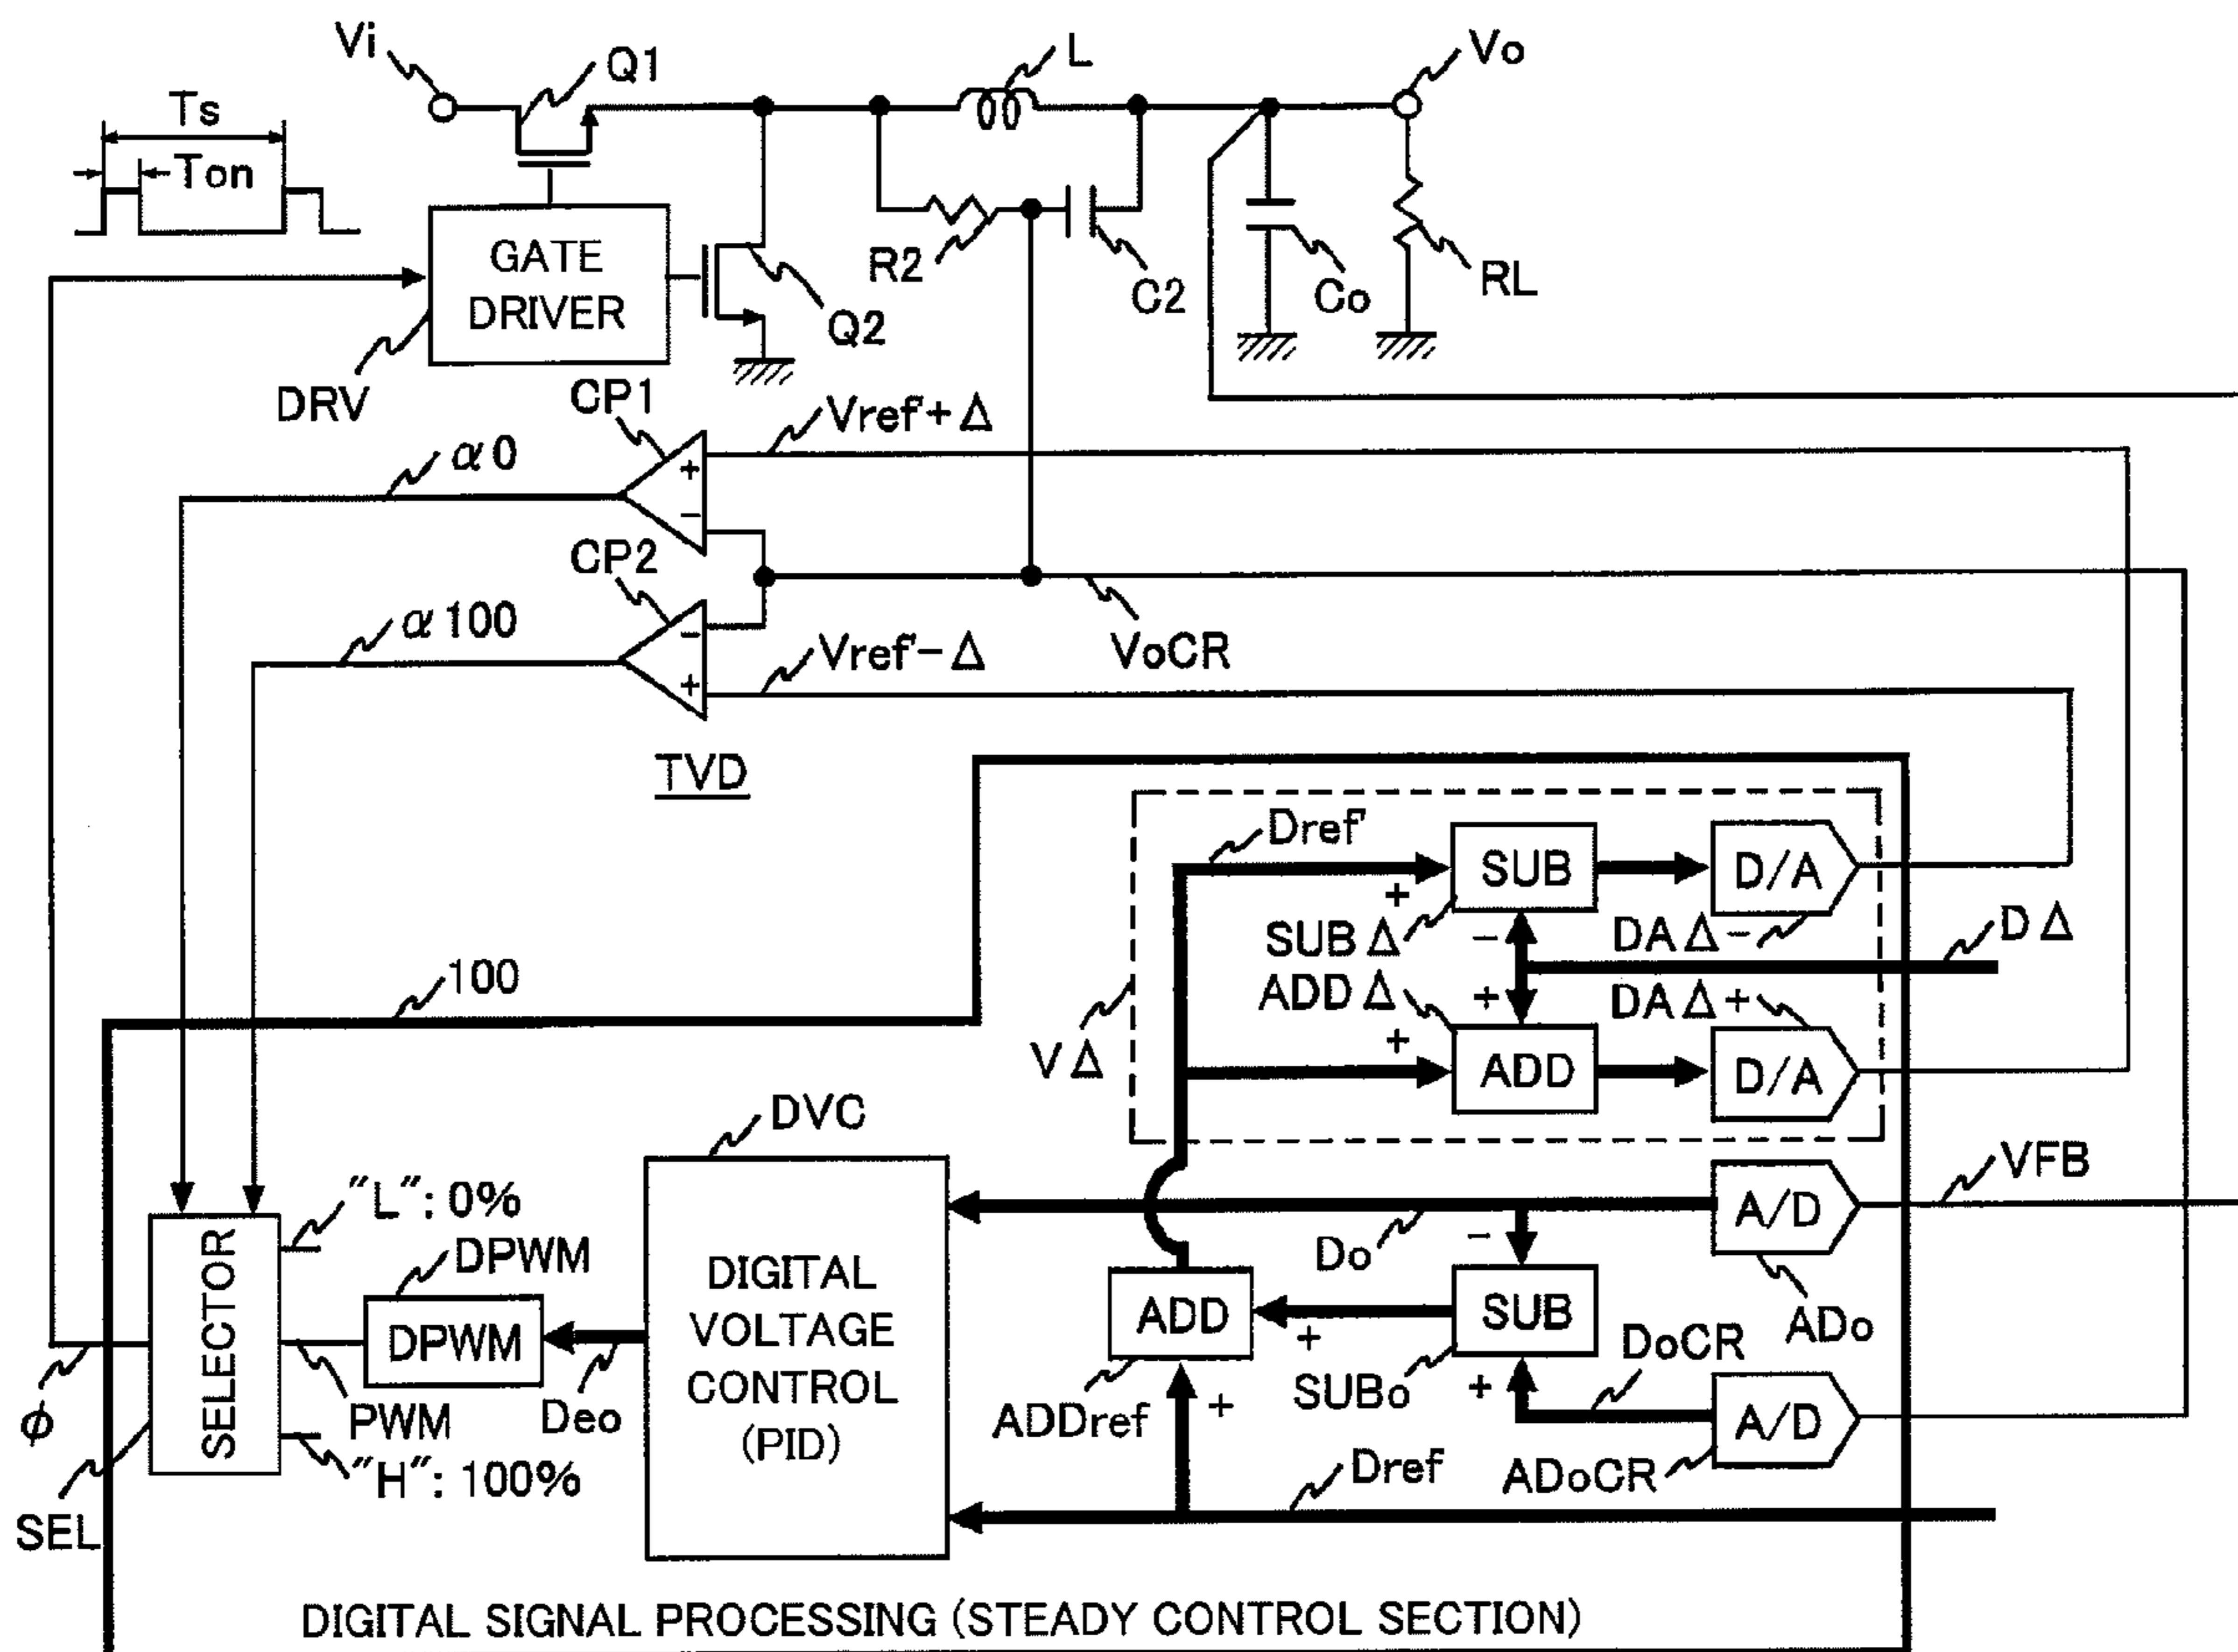 Vi
Q1
L
Vo
Ts
Ton
GATE
DRIVER
R2
C2
Co
RL
Q2
DRV
CP1
Vref+Δ
α0
+
−
CP2
−
+
α100
Vref−Δ
VoCR
TVD
Dref
SUB
D/A
+
SUBΔ
−
DAΔ−
DΔ
100
ADDΔ
+
DAΔ+
+
VΔ
ADD
D/A
DVC
VFB
"L": 0%
A/D
Do
−
DPWM
SELECTOR
DIGITAL
VOLTAGE
CONTROL
(PID)
ADD
SUB
ADo
DPWM
+
DoCR
φ
PWM
Deo
ADDref
+
SUBo
+
A/D
"H": 100%
Dref
ADoCR
SEL
DIGITAL SIGNAL PROCESSING (STEADY CONTROL SECTION)